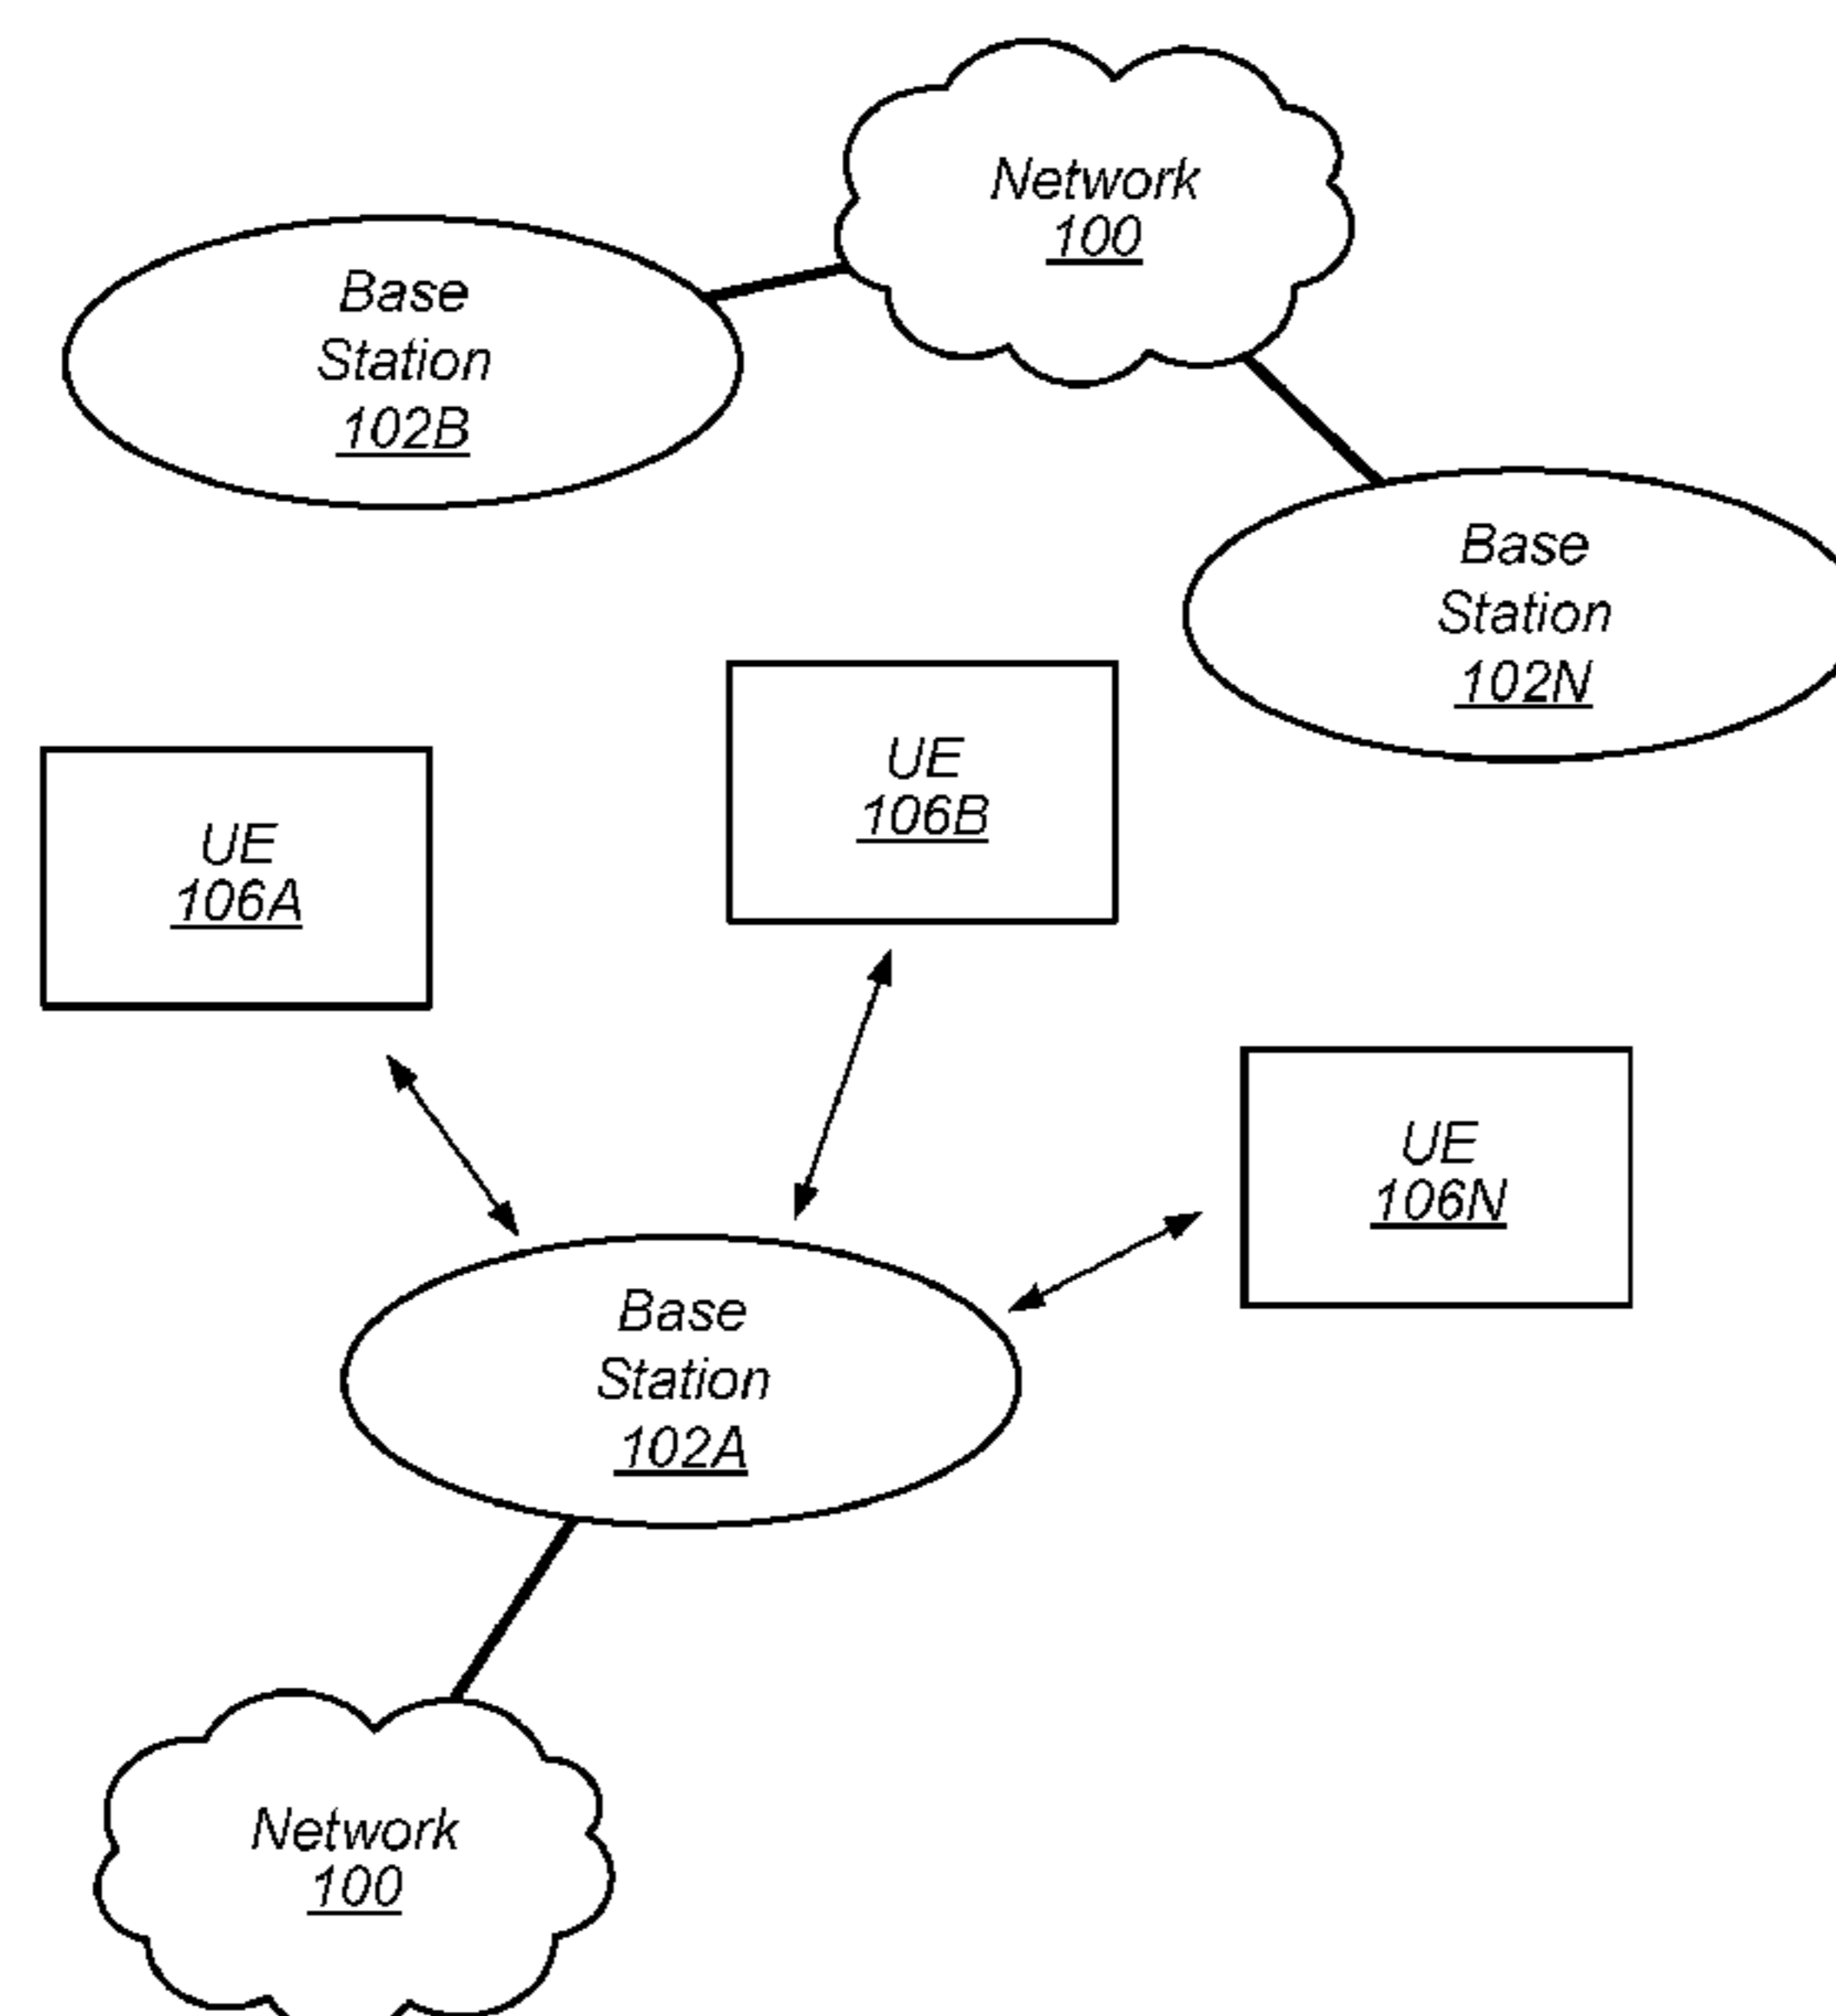 Network
100
Base
Station
102B
Base
Station
102N
UE
106B
UE
106A
UE
106N
Base
Station
102A
Network
100